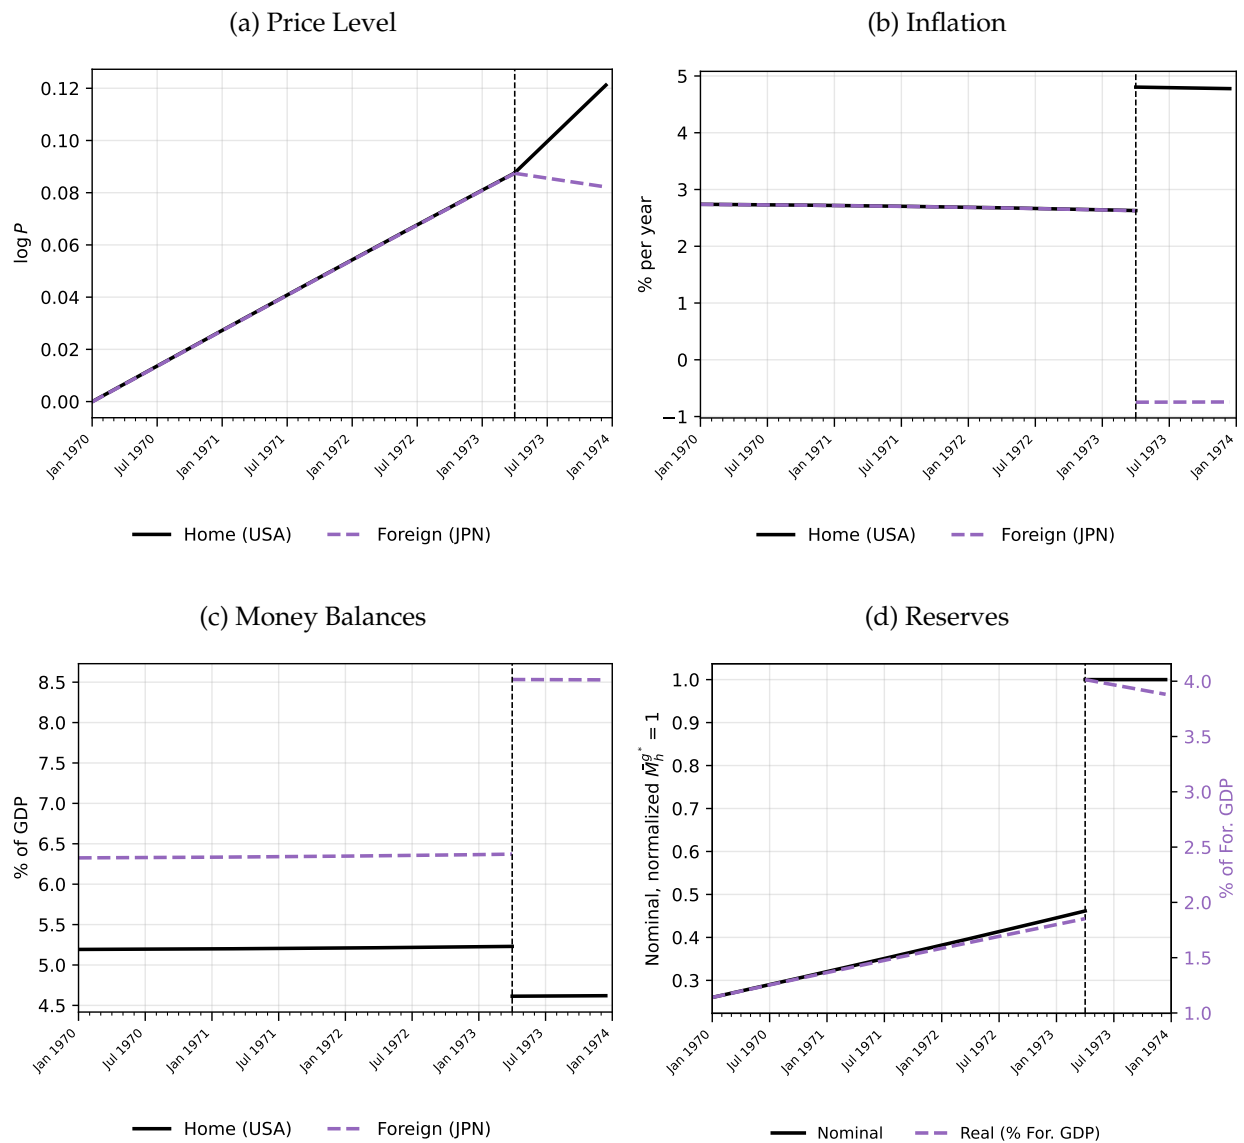 (a) Price Level
0.12
0.10
0.08
0.06
0.04
0.02
0.00
log P
Jan 1970
Jul 1970
Jan 1971
Jul 1971
Jan 1972
Jul 1972
Jan 1973
Jul 1973
Jan 1974
Home (USA)
Foreign (JPN)
(b) Inflation
5
4
3
2
1
0
−1
% per year
Jan 1970
Jul 1970
Jan 1971
Jul 1971
Jan 1972
Jul 1972
Jan 1973
Jul 1973
Jan 1974
Home (USA)
Foreign (JPN)
(c) Money Balances
8.5
8.0
7.5
7.0
6.5
6.0
5.5
5.0
4.5
% of GDP
Jan 1970
Jul 1970
Jan 1971
Jul 1971
Jan 1972
Jul 1972
Jan 1973
Jul 1973
Jan 1974
Home (USA)
Foreign (JPN)
(d) Reserves
1.0
0.9
0.8
0.7
0.6
0.5
0.4
0.3
Nominal, normalized M̄_h^{g*} = 1
4.0
3.5
3.0
2.5
2.0
1.5
1.0
% of For. GDP
Jan 1970
Jul 1970
Jan 1971
Jul 1971
Jan 1972
Jul 1972
Jan 1973
Jul 1973
Jan 1974
Nominal
Real (% For. GDP)